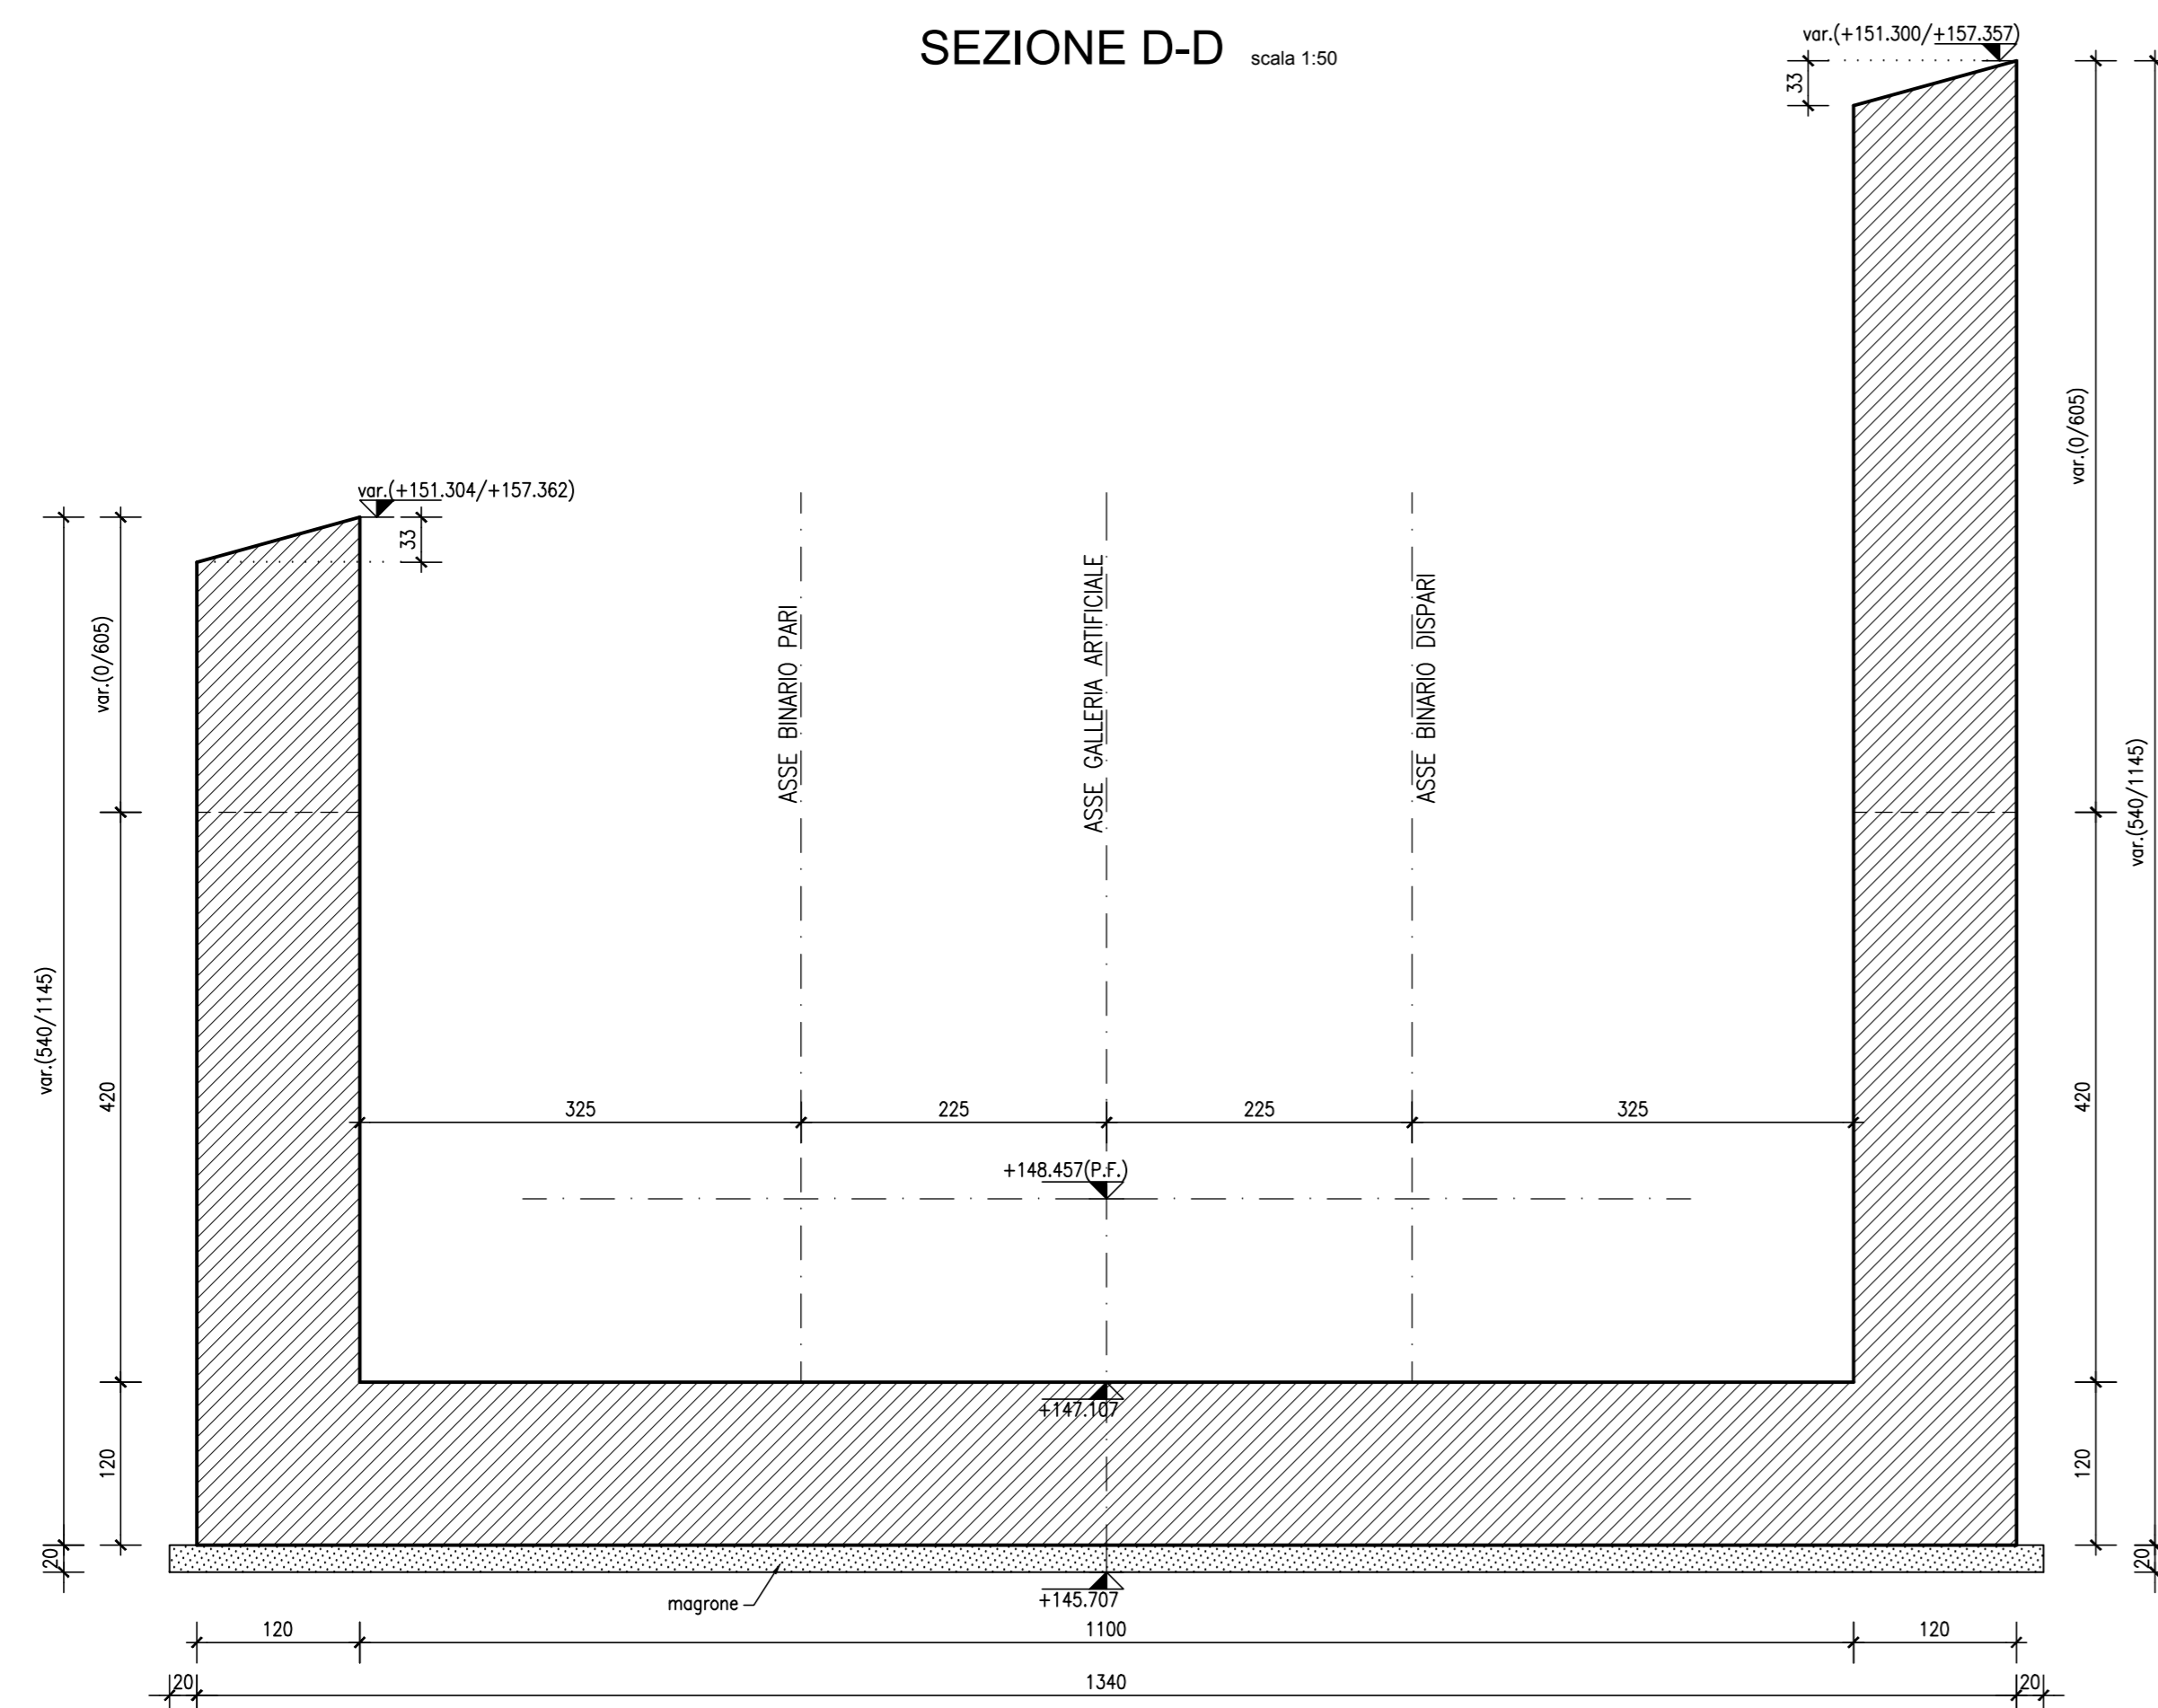 SEZIONE D-D scala 1:50
var.(+151.300/+157.357)
33
var.(0/605)
var.(+151.304/+157.362)
33
ASSE BINARIO PARI
ASSE GALLERIA ARTIFICIALE
ASSE BINARIO DISPARI
var.(0/605)
var.(540/1145)
var.(540/1145)
420
420
325 225 225 325
+148.457(P.F.)
+147.107
120
120
20
20
magrone
+145.707
120 1100 120
20 1340 20